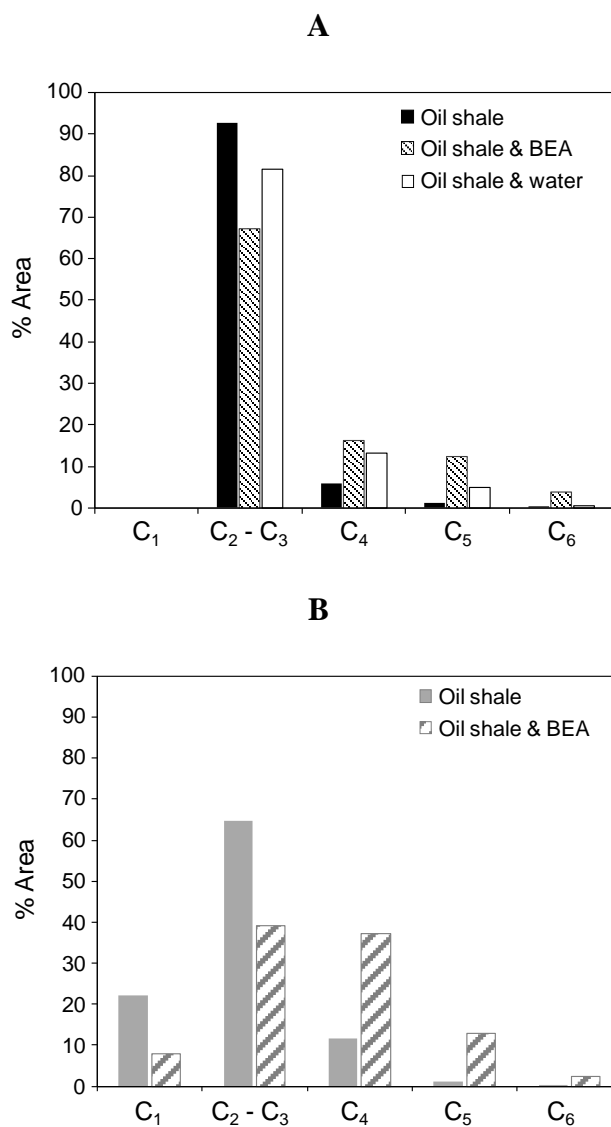 A
100
90
80
70
60
50
40
30
20
10
0
% Area
Oil shale
Oil shale & BEA
Oil shale & water
C₁ C₂ - C₃ C₄ C₅ C₆
B
100
90
80
70
60
50
40
30
20
10
0
% Area
Oil shale
Oil shale & BEA
C₁ C₂ - C₃ C₄ C₅ C₆